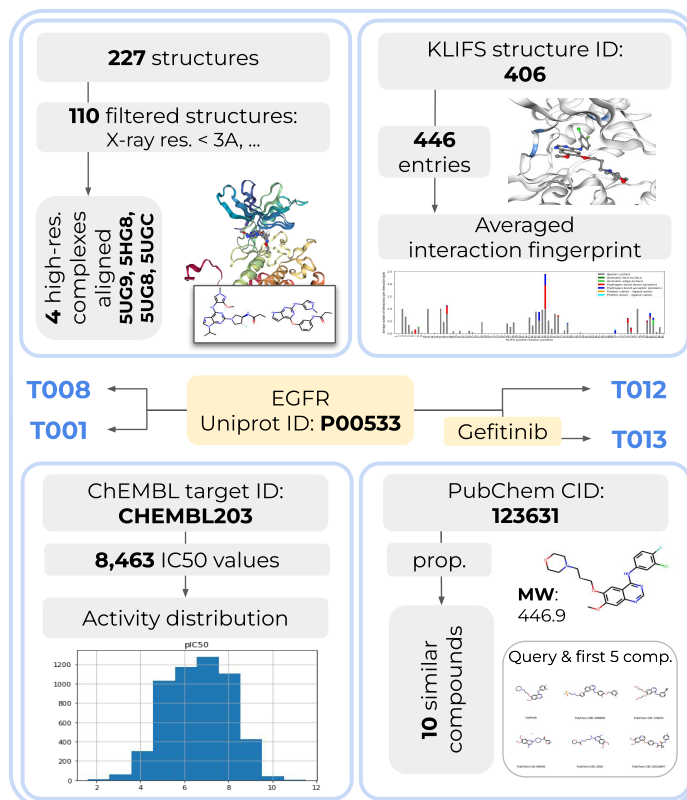 227 structures
110 filtered structures:
X-ray res. < 3A, ...
4 high-res.
complexes
aligned
5UG9, 5HG8,
5UG8, 5UGC
KLIFS structure ID:
406
446
entries
Averaged
interaction fingerprint
T008
T001
EGFR
Uniprot ID: P00533
Gefitinib
T012
T013
ChEMBL target ID:
CHEMBL203
8,463 IC50 values
Activity distribution
pIC50
1200
1000
800
600
400
200
0
2 4 6 8 10 12
PubChem CID:
123631
prop.
10 similar
compounds
MW:
446.9
Query & first 5 comp.